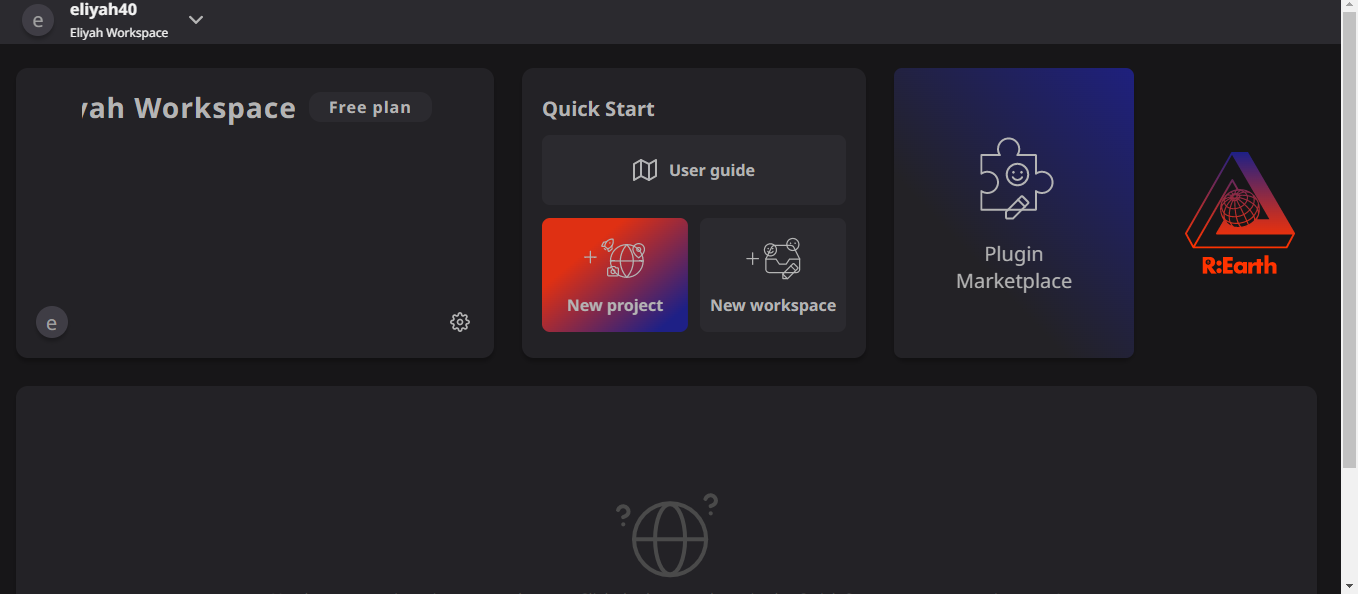 e
eliyah40
Eliyah Workspace
yah Workspace
Free plan
e
Quick Start
User guide
New project
New workspace
Plugin
Marketplace
R:Earth
? ?